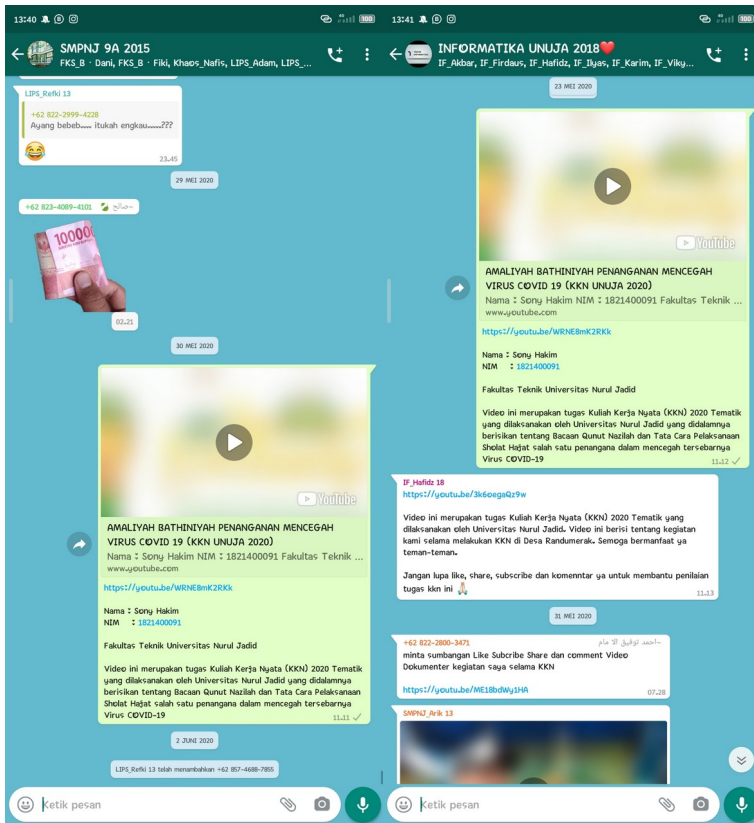 13:40
100
SMPNJ 9A 2015
FKS_B - Dani, FKS_B - Fiki, Khaos_Nafis, LIPS_Adam, LIPS_...
LIPS_Refki 13
+62 822-2999-4228
Ayang bebeb..... itukah engkau......???
23.45
29 MEI 2020
+62 823-4089-4101
~صالح
100000
02.21
30 MEI 2020
YouTube
AMALIYAH BATHINIYAH PENANGANAN MENCEGAH
VIRUS COVID 19 (KKN UNUJA 2020)
Nama : Sony Hakim NIM : 1821400091 Fakultas Teknik ...
www.youtube.com
https://youtu.be/WRNE8mK2RKk
Nama : Sony Hakim
NIM : 1821400091
Fakultas Teknik Universitas Nurul Jadid
Video ini merupakan tugas Kuliah Kerja Nyata (KKN) 2020 Tematik
yang dilaksanakan oleh Universitas Nurul Jadid yang didalamnya
berisikan tentang Bacaan Qunut Nazilah dan Tata Cara Pelaksanaan
Sholat Hajat salah satu penangana dalam mencegah tersebarnya
Virus COVID-19
11.11
2 JUNI 2020
LIPS_Refki 13 telah menambahkan +62 857-4688-7855
Ketik pesan
13:41
100
INFORMATIKA UNUJA 2018❤️
IF_Akbar, IF_Firdaus, IF_Hafidz, IF_Ilyas, IF_Karim, IF_Viky...
23 MEI 2020
YouTube
AMALIYAH BATHINIYAH PENANGANAN MENCEGAH
VIRUS COVID 19 (KKN UNUJA 2020)
Nama : Sony Hakim NIM : 1821400091 Fakultas Teknik ...
www.youtube.com
https://youtu.be/WRNE8mK2RKk
Nama : Sony Hakim
NIM : 1821400091
Fakultas Teknik Universitas Nurul Jadid
Video ini merupakan tugas Kuliah Kerja Nyata (KKN) 2020 Tematik
yang dilaksanakan oleh Universitas Nurul Jadid yang didalamnya
berisikan tentang Bacaan Qunut Nazilah dan Tata Cara Pelaksanaan
Sholat Hajat salah satu penangana dalam mencegah tersebarnya
Virus COVID-19
11.12
IF_Hafidz 18
https://youtu.be/3k6oegaQz9w
Video ini merupakan tugas Kuliah Kerja Nyata (KKN) 2020 Tematik yang
dilaksanakan oleh Universitas Nurul Jadid. Video ini berisi tentang kegiatan
kami selama melakukan KKN di Desa Randumerak. Semoga bermanfaat ya
teman-teman.
Jangan lupa like, share, subscribe dan komenntar ya untuk membantu penilaian
tugas kkn ini 🙏🏻
11.13
31 MEI 2020
+62 822-2800-3471
~احمد توفيق الا مام
minta sumbangan Like Subcribe Share dan comment Video
Dokumenter kegiatan saya selama KKN
https://youtu.be/ME18bdWy1HA
07.28
SMPNJ_Arik 13
Ketik pesan